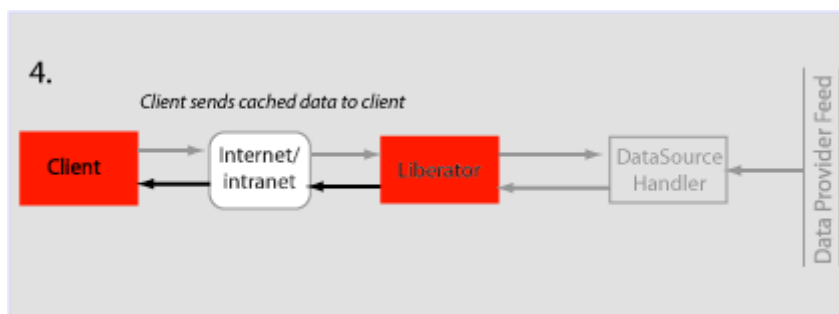 4.
Client sends cached data to client
Client
Internet/
intranet
Liberator
DataSource
Handler
Data Provider Feed